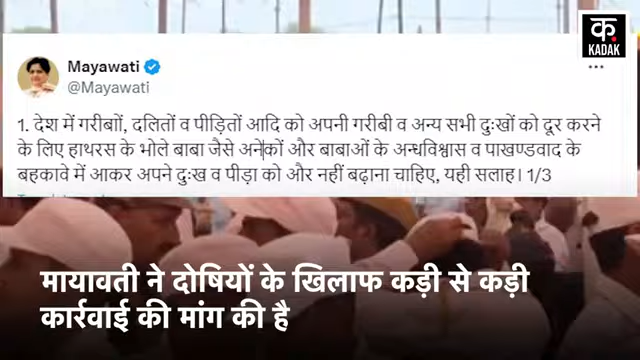 क.
KADAK
Mayawati
@Mayawati
1. देश में गरीबाों, दलितों व पीड़ितों आदि को अपनी गरीबी व अन्य सभी दुःखों को दूर करने
के लिए हाथरस के भोले बाबा जैसे अनेकों और बाबाओं के अन्धविश्वास व पाखण्डवाद के
बहकावे में आकर अपने दुःख व पीड़ा को और नहीं बढ़ाना चाहिए, यही सलाह। 1/3
मायावती ने दोषियों के खिलाफ कड़ी से कड़ी
कार्रवाई की मांग की है